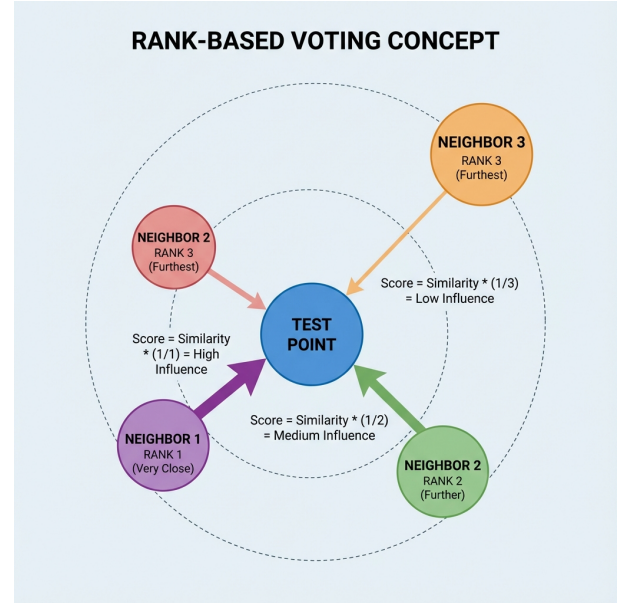 RANK-BASED VOTING CONCEPT
NEIGHBOR 3
RANK 3
(Furthest)
NEIGHBOR 2
RANK 3
(Furthest)
Score = Similarity * (1/3)
= Low Influence
TEST
POINT
Score = Similarity
* (1/1) = High
Influence
Score = Similarity * (1/2)
= Medium Influence
NEIGHBOR 1
RANK 1
(Very Close)
NEIGHBOR 2
RANK 2
(Further)